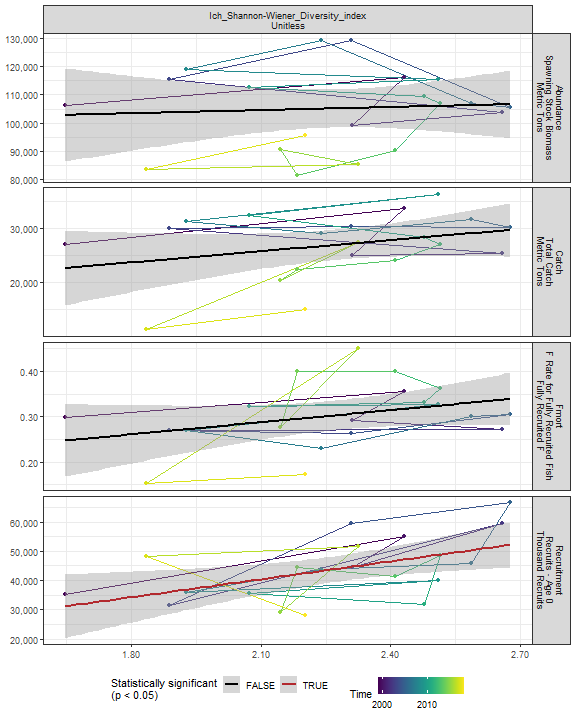 Ich_Shannon-Wiener_Diversity_index
Unitless
130,000
120,000
110,000
100,000
90,000
80,000
Abundance
Spawning Stock Biomass
Metric Tons
30,000
20,000
Catch
Total Catch
Metric Tons
0.40
0.30
0.20
Fmort
F Rate for Fully Recruited Fish
Fully Recruited F
60,000
50,000
40,000
30,000
20,000
Recruitment
Recruits - Age 0
Thousand Recruits
1.80
2.10
2.40
2.70
Statistically significant
(p < 0.05)
FALSE
TRUE
Time
2000
2010